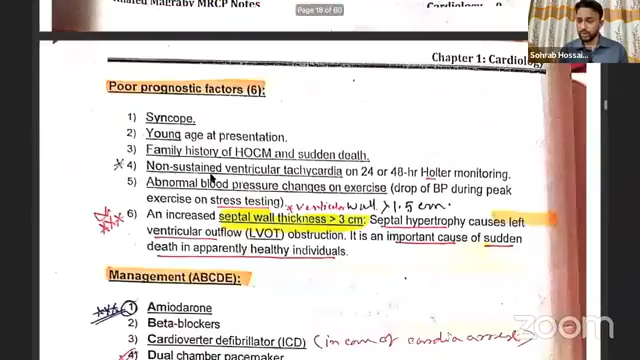 Magraby MRCP Notes
Page 18 of 60
Cardiology
Sohrab Hossai...
Chapter 1: Cardiology
Poor prognostic factors (6):
1) Syncope.
2) Young age at presentation.
3) Family history of HOCM and sudden death.
4) Non-sustained ventricular tachycardia on 24 or 48-hr Holter monitoring.
5) Abnormal blood pressure changes on exercise (drop of BP during peak
exercise on stress testing).
* ventricular wall > 1.5 cm.
6) An increased septal wall thickness > 3 cm: Septal hypertrophy causes left
ventricular outflow (LVOT) obstruction. It is an important cause of sudden
death in apparently healthy individuals.
Management (ABCDE):
1) Amiodarone
2) Beta-blockers
3) Cardioverter defibrillator (ICD) (in case of cardiac arrest)
4) Dual chamber pacemaker
zoom